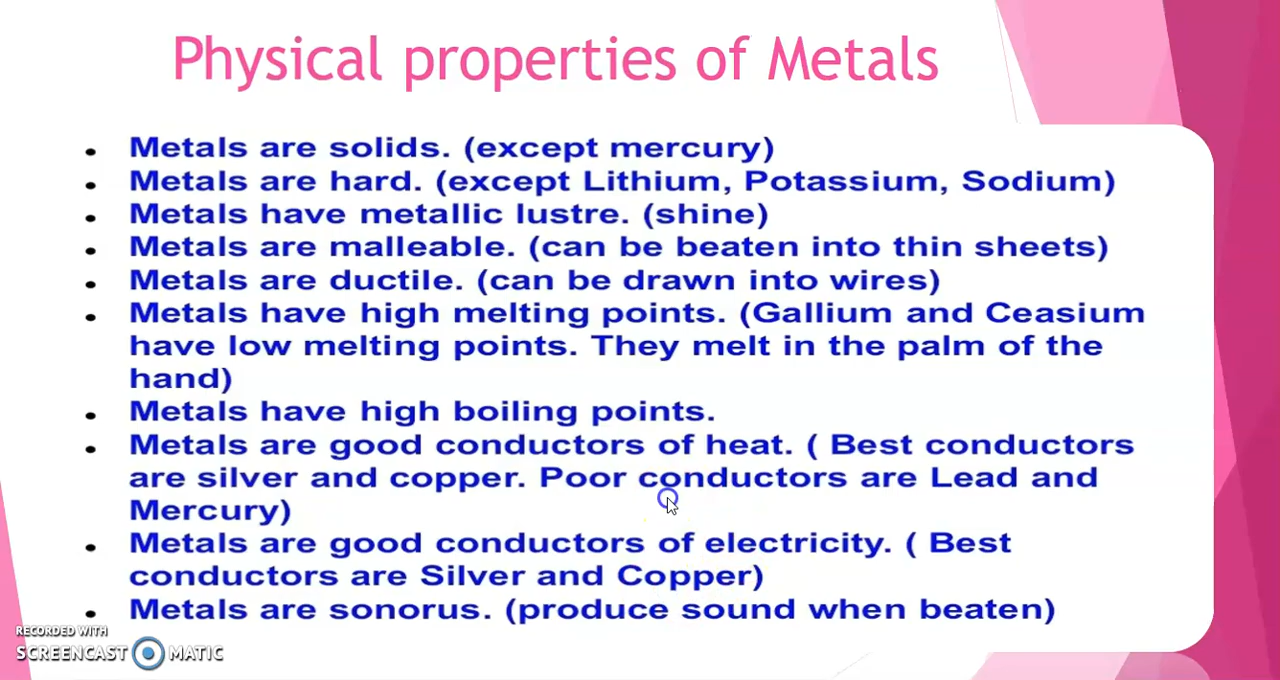 Physical properties of Metals
• Metals are solids. (except mercury)
• Metals are hard. (except Lithium, Potassium, Sodium)
• Metals have metallic lustre. (shine)
• Metals are malleable. (can be beaten into thin sheets)
• Metals are ductile. (can be drawn into wires)
• Metals have high melting points. (Gallium and Ceasium
have low melting points. They melt in the palm of the
hand)
• Metals have high boiling points.
• Metals are good conductors of heat. ( Best conductors
are silver and copper. Poor conductors are Lead and
Mercury)
• Metals are good conductors of electricity. ( Best
conductors are Silver and Copper)
• Metals are sonorus. (produce sound when beaten)
RECORDED WITH
SCREENCAST MATIC